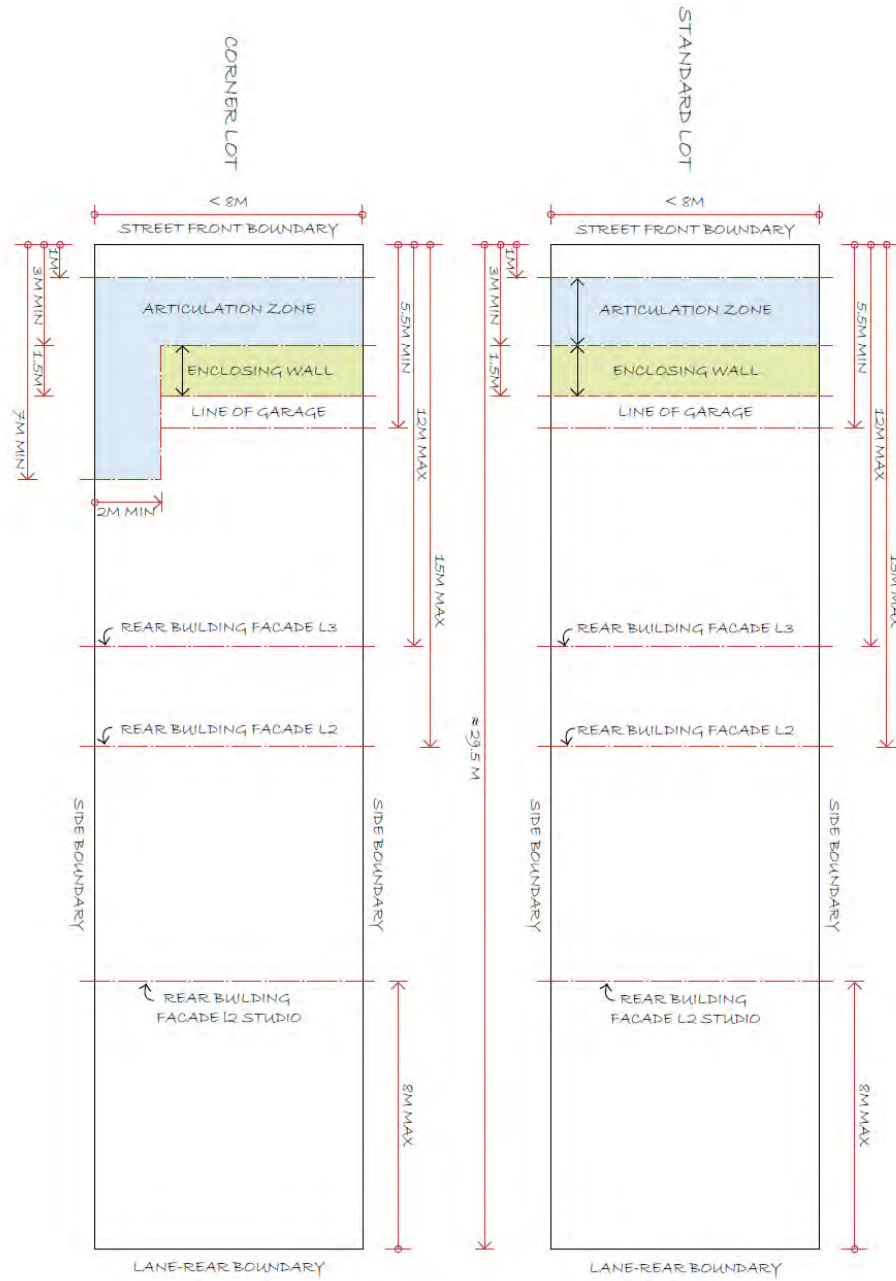 CORNER LOT
< 8M
STREET FRONT BOUNDARY
1M
3M MIN
1.5M
7M MIN
ARTICULATION ZONE
ENCLOSING WALL
LINE OF GARAGE
2M MIN
5.5M MIN
12M MAX
15M MAX
REAR BUILDING FACADE L3
REAR BUILDING FACADE L2
SIDE BOUNDARY
SIDE BOUNDARY
REAR BUILDING
FACADE L2 STUDIO
8M MAX
LANE-REAR BOUNDARY
≈ 29.5 M
STANDARD LOT
< 8M
STREET FRONT BOUNDARY
1M
3M MIN
1.5M
ARTICULATION ZONE
ENCLOSING WALL
LINE OF GARAGE
5.5M MIN
12M MAX
15M MAX
REAR BUILDING FACADE L3
REAR BUILDING FACADE L2
SIDE BOUNDARY
SIDE BOUNDARY
REAR BUILDING
FACADE L2 STUDIO
8M MAX
LANE-REAR BOUNDARY